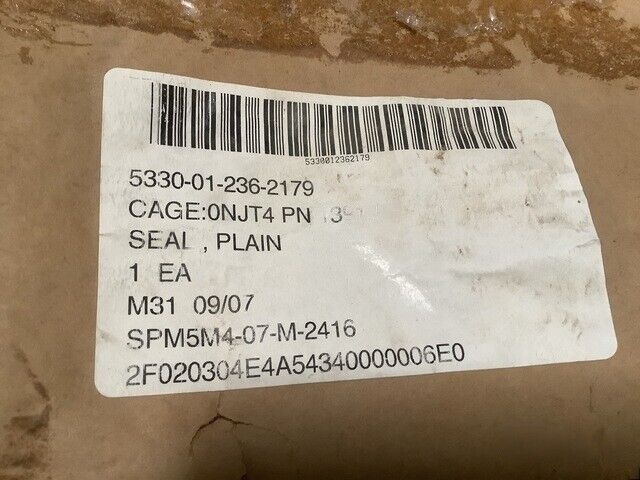 5330012362179
5330-01-236-2179
CAGE:0NJT4 PN
SEAL , PLAIN
1 EA
M31 09/07
SPM5M4-07-M-2416
2F020304E4A54340000006E0